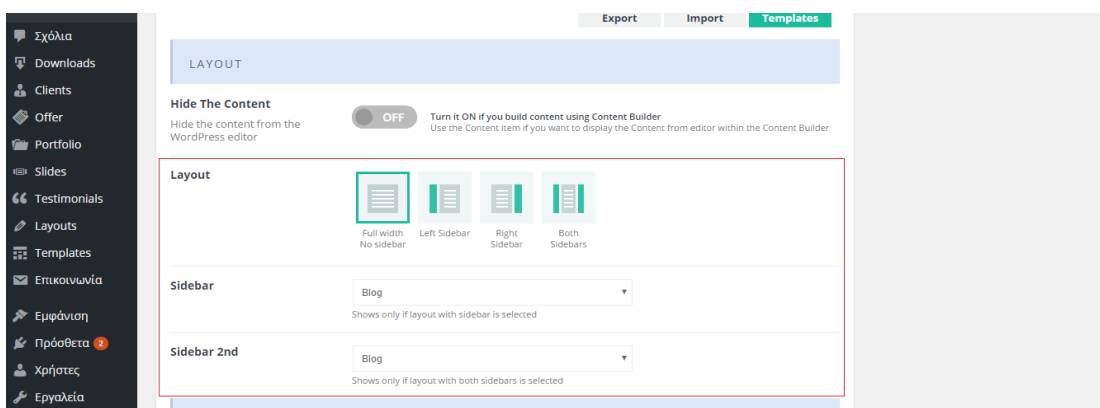 Export Import Templates
Σχόλια
Downloads
Clients
Offer
Portfolio
Slides
Testimonials
Layouts
Templates
Επικοινωνία
Εμφάνιση
Πρόσθετα 2
Χρήστες
Εργαλεία
LAYOUT
Hide The Content
Hide the content from the
WordPress editor
OFF
Turn it ON if you build content using Content Builder
Use the Content item if you want to display the Content from editor within the Content Builder
Layout
Full width
No sidebar
Left Sidebar
Right
Sidebar
Both
Sidebars
Sidebar
Blog
Shows only if layout with sidebar is selected
Sidebar 2nd
Blog
Shows only if layout with both sidebars is selected